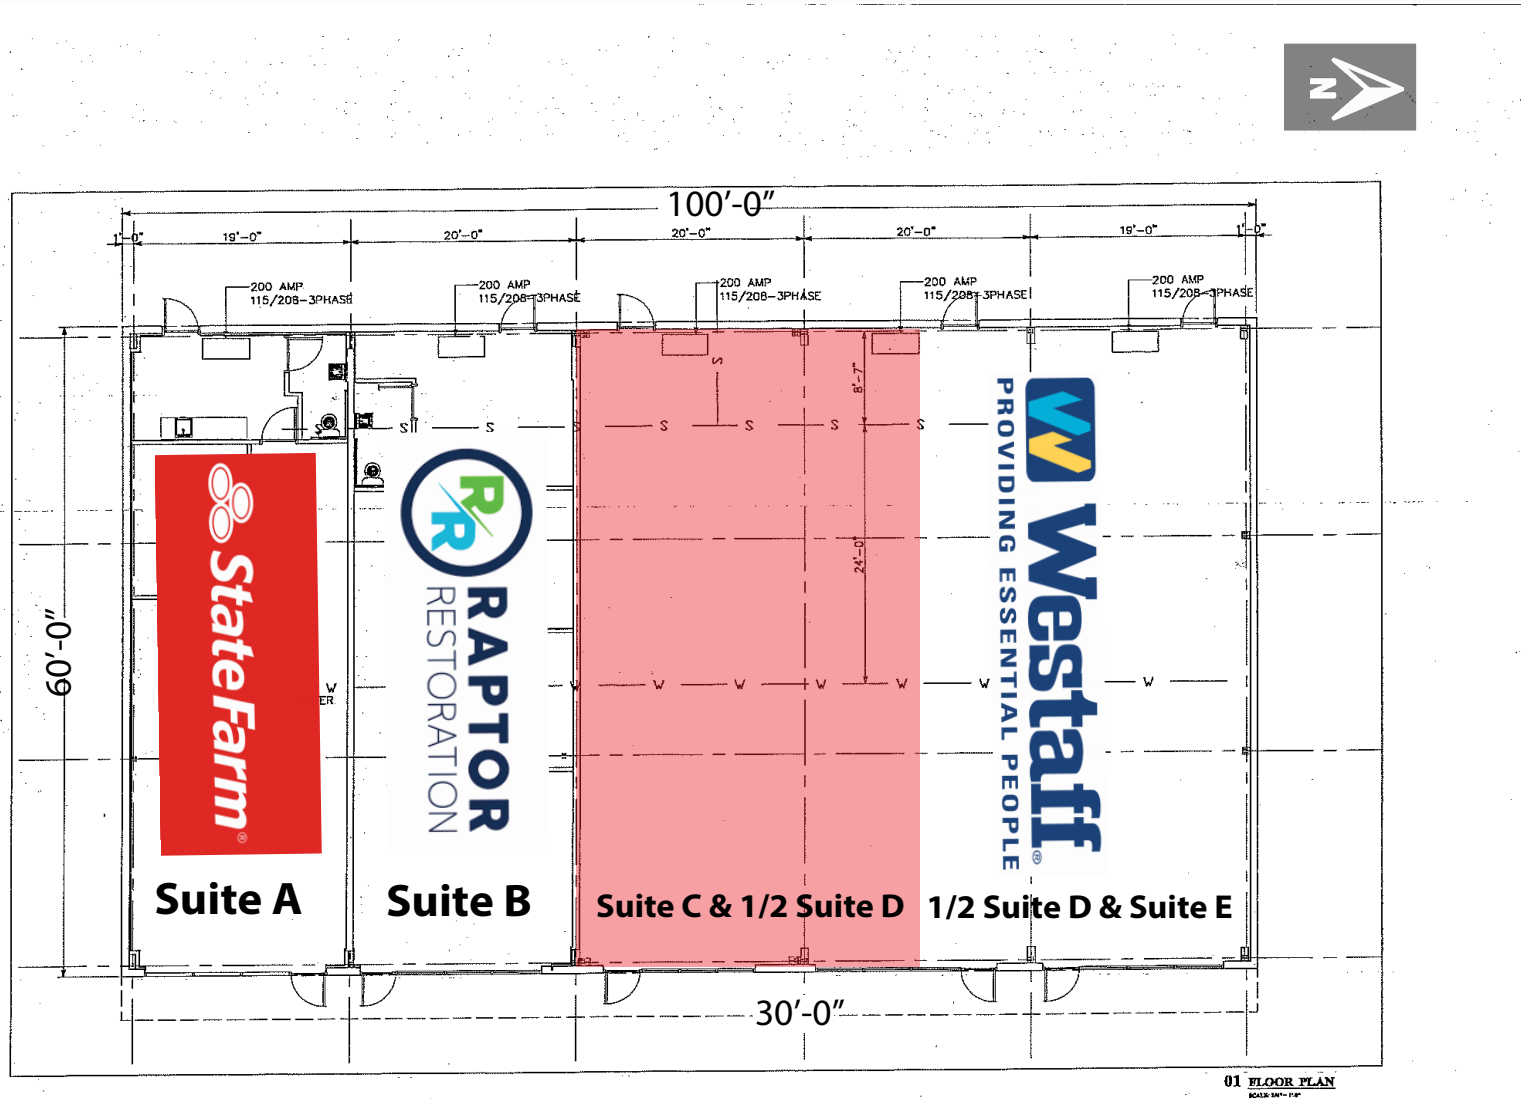 N
100'-0"
1'-0"
19'-0"
20'-0"
20'-0"
20'-0"
19'-0"
1'-0"
200 AMP
115/208-3PHASE
200 AMP
115/208-3PHASE
200 AMP
115/208-3PHASE
200 AMP
115/208-3PHASE
200 AMP
115/208-3PHASE
S
8'-7"
S
S
S
S
S
S
S
S
24'-0"
60'-0"
W
ER
W
W
W
W
W
W
W
StateFarm®
RAPTOR
RESTORATION
Westaff®
PROVIDING ESSENTIAL PEOPLE
Suite A
Suite B
Suite C & 1/2 Suite D
1/2 Suite D & Suite E
30'-0"
01 FLOOR PLAN